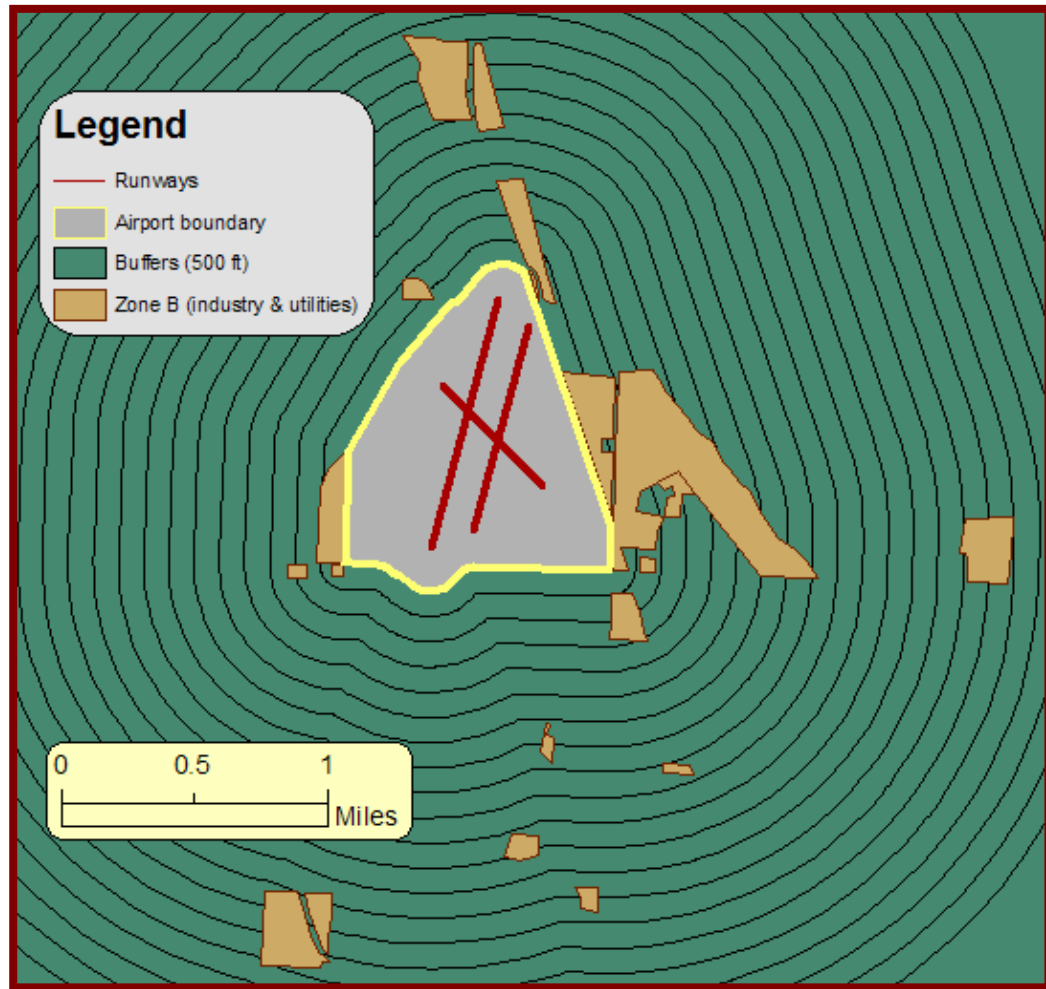 Legend
Runways
Airport boundary
Buffers (500 ft)
Zone B (industry & utilities)
0 0.5 1
Miles